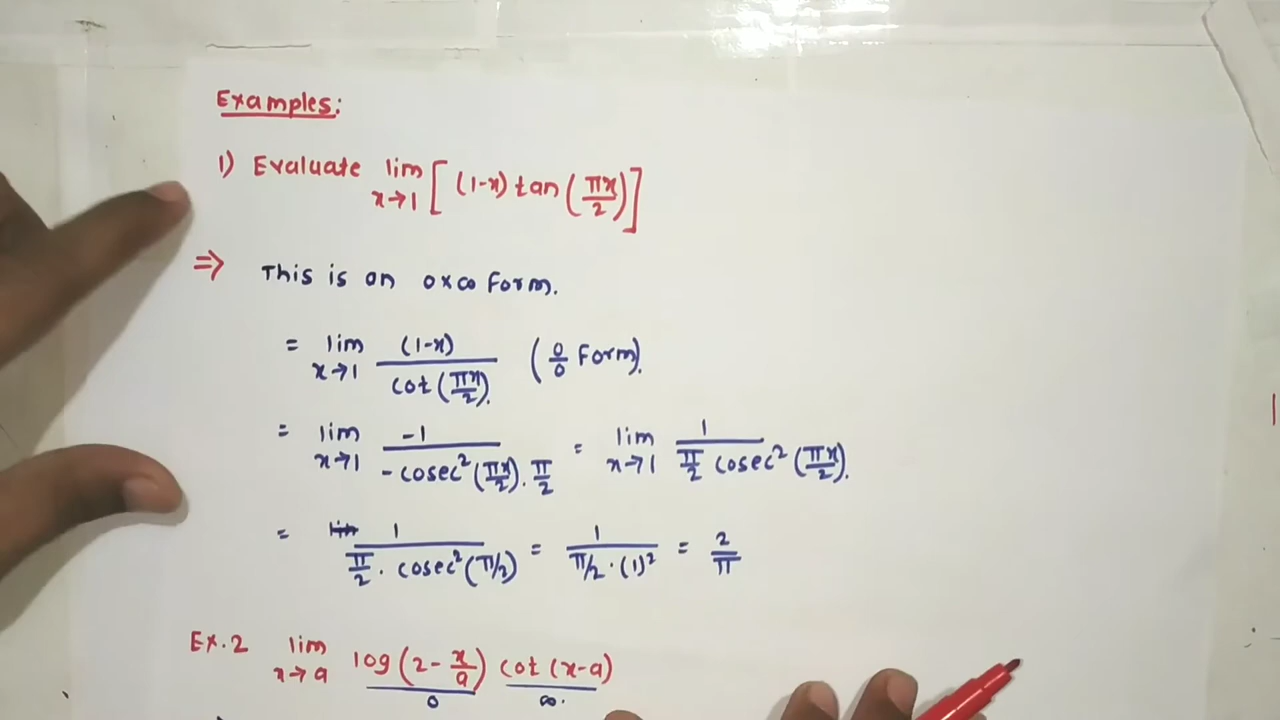 Examples:
1) Evaluate lim x→1 [(1-x) tan (πx/2)]
⇒ This is an 0×∞ Form.
= lim x→1 (1-x) / cot(πx/2). (0/0 Form).
= lim x→1 -1 / -cosec²(πx/2).π/2 = lim x→1 1 / π/2 cosec²(πx/2).
= 1 / π/2 . cosec²(π/2) = 1 / π/2 . (1)² = 2/π
Ex.2 lim x→a log(2 - x/a) cot(x-a)
0 ∞.